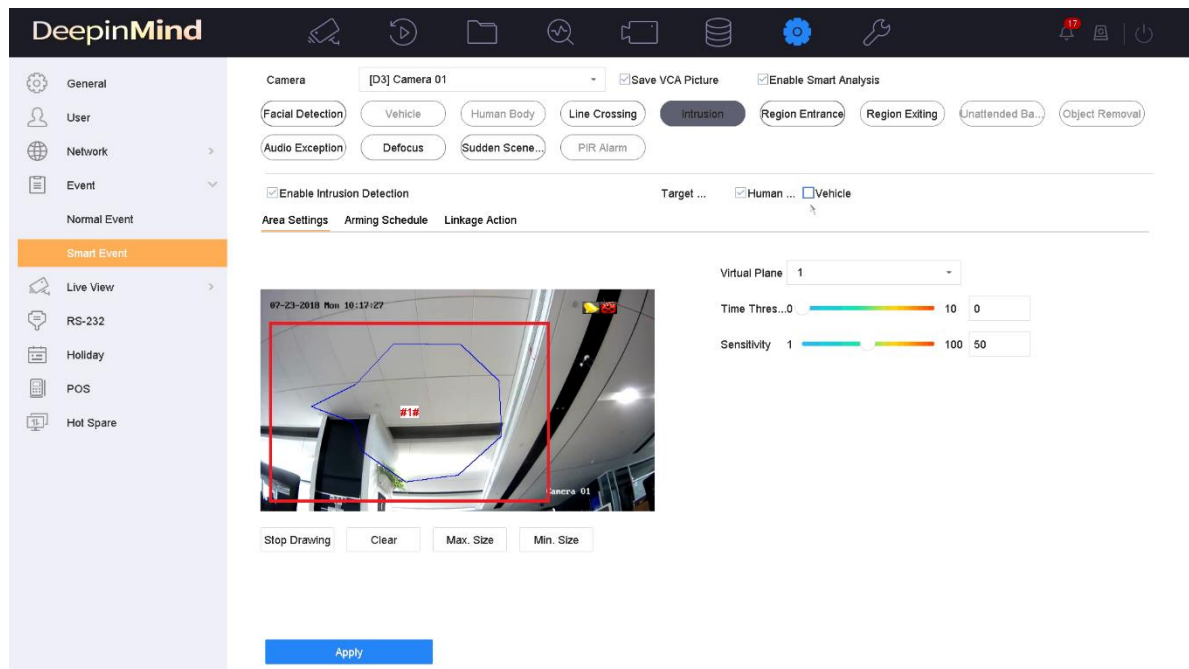 DeepinMind
17
General
User
Network
Event
Normal Event
Smart Event
Live View
RS-232
Holiday
POS
Hot Spare
Camera [D3] Camera 01 Save VCA Picture Enable Smart Analysis
Facial Detection Vehicle Human Body Line Crossing Intrusion Region Entrance Region Exiting Unattended Ba... Object Removal
Audio Exception Defocus Sudden Scene... PIR Alarm
Enable Intrusion Detection Target ... Human ... Vehicle
Area Settings Arming Schedule Linkage Action
Virtual Plane 1
Time Thres...0 10 0
Sensitivity 1 100 50
07-23-2018 Mon 10:17:27
#1#
Camera 01
Stop Drawing Clear Max. Size Min. Size
Apply